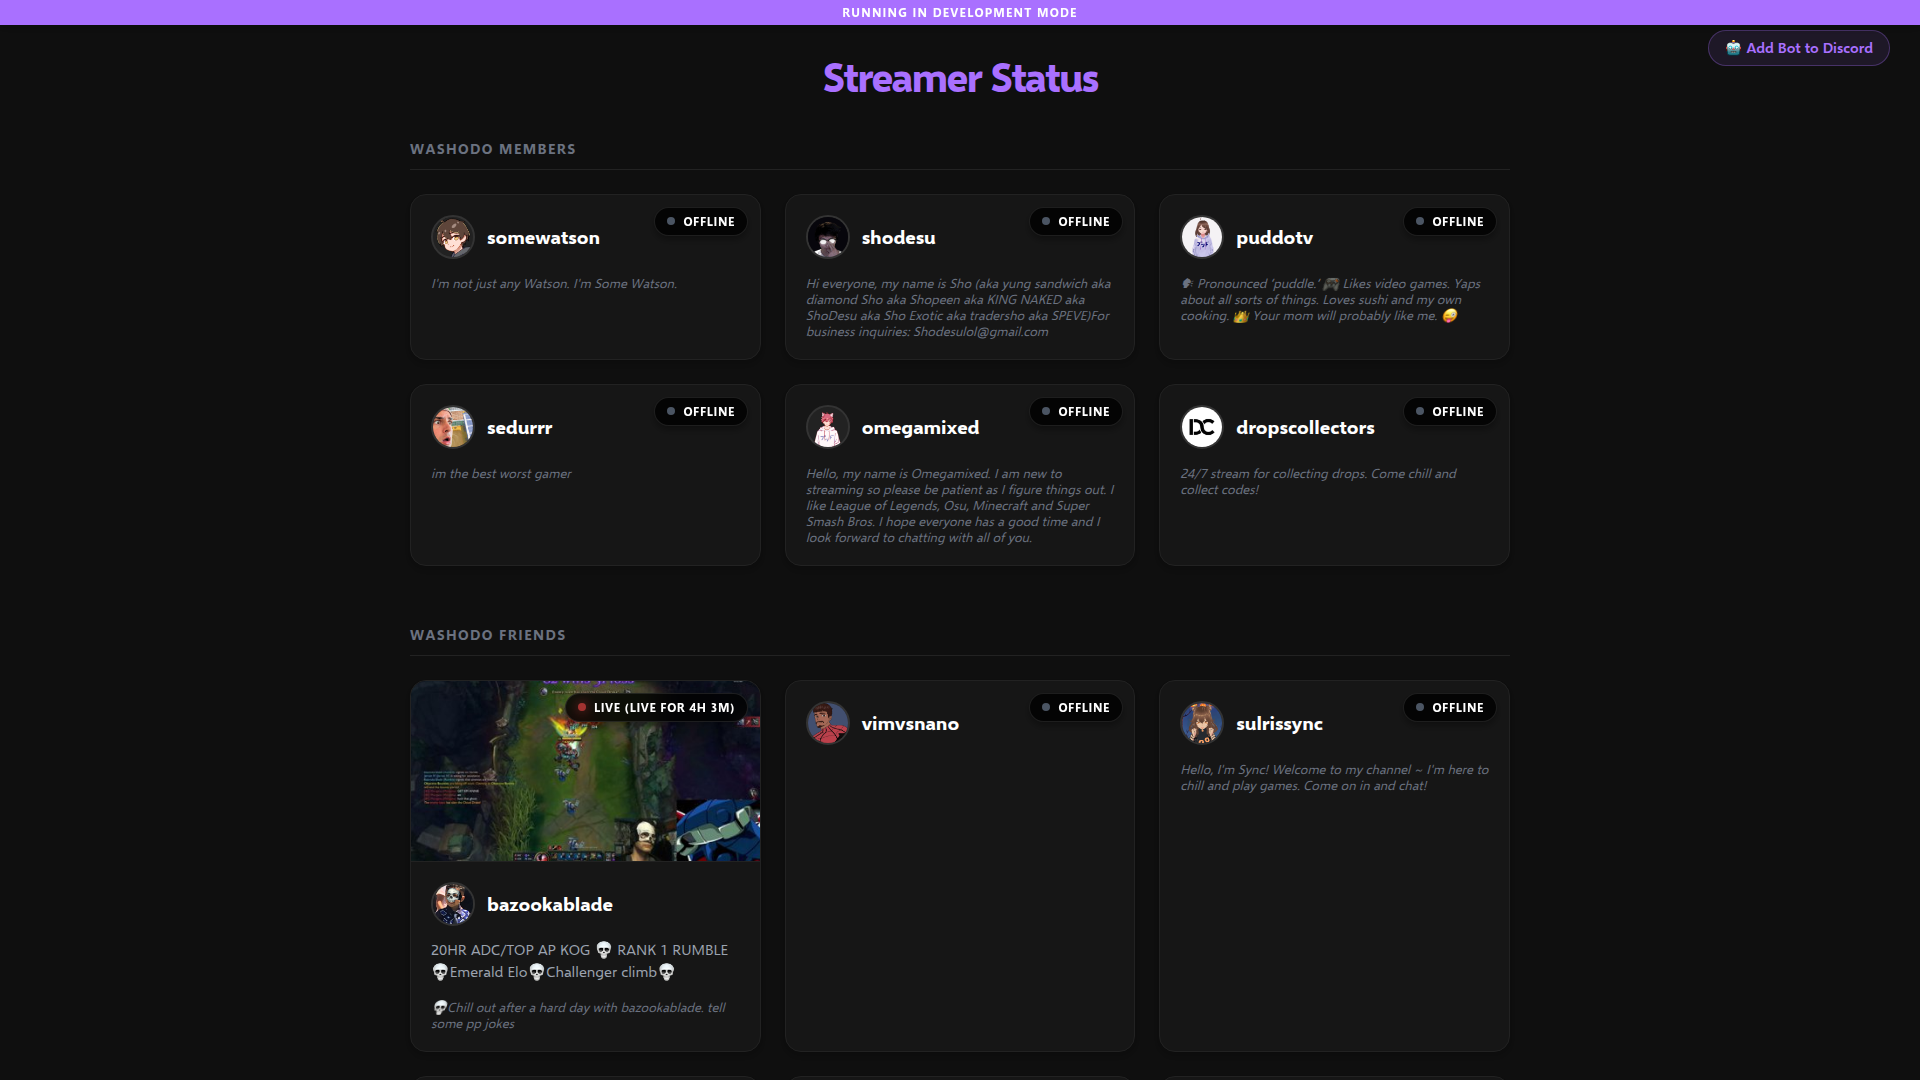 RUNNING IN DEVELOPMENT MODE
🤖 Add Bot to Discord
Streamer Status
WASHODO MEMBERS
somewatson
OFFLINE
I'm not just any Watson. I'm Some Watson.
shodesu
OFFLINE
Hi everyone, my name is Sho (aka yung sandwich aka
diamond Sho aka Shopeen aka KING NAKED aka
ShoDesu aka Sho Exotic aka tradersho aka SPEVE)For
business inquiries: Shodesulol@gmail.com
puddotv
OFFLINE
🗣 Pronounced 'puddle.' 🎮 Likes video games. Yaps
about all sorts of things. Loves sushi and my own
cooking. 👑 Your mom will probably like me. 🤪
sedurrr
OFFLINE
im the best worst gamer
omegamixed
OFFLINE
Hello, my name is Omegamixed. I am new to
streaming so please be patient as I figure things out. I
like League of Legends, Osu, Minecraft and Super
Smash Bros. I hope everyone has a good time and I
look forward to chatting with all of you.
DC
dropscollectors
OFFLINE
24/7 stream for collecting drops. Come chill and
collect codes!
WASHODO FRIENDS
LIVE (LIVE FOR 4H 3M)
bazookablade
20HR ADC/TOP AP KOG 💀 RANK 1 RUMBLE
💀Emerald Elo💀Challenger climb💀
💀Chill out after a hard day with bazookablade. tell
some pp jokes
vimvsnano
OFFLINE
sulrissync
OFFLINE
Hello, I'm Sync! Welcome to my channel ~ I'm here to
chill and play games. Come on in and chat!